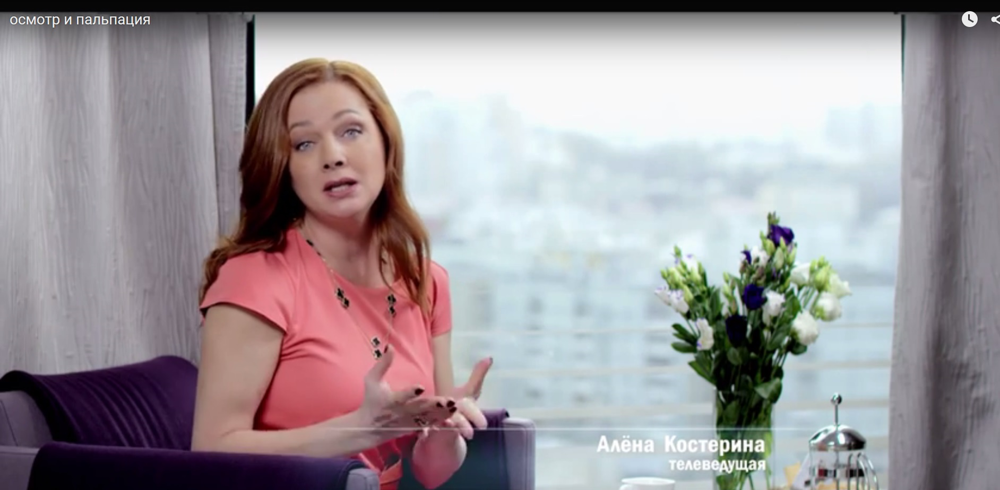 осмотр и пальпация
Алёна Костерина
телеведущая